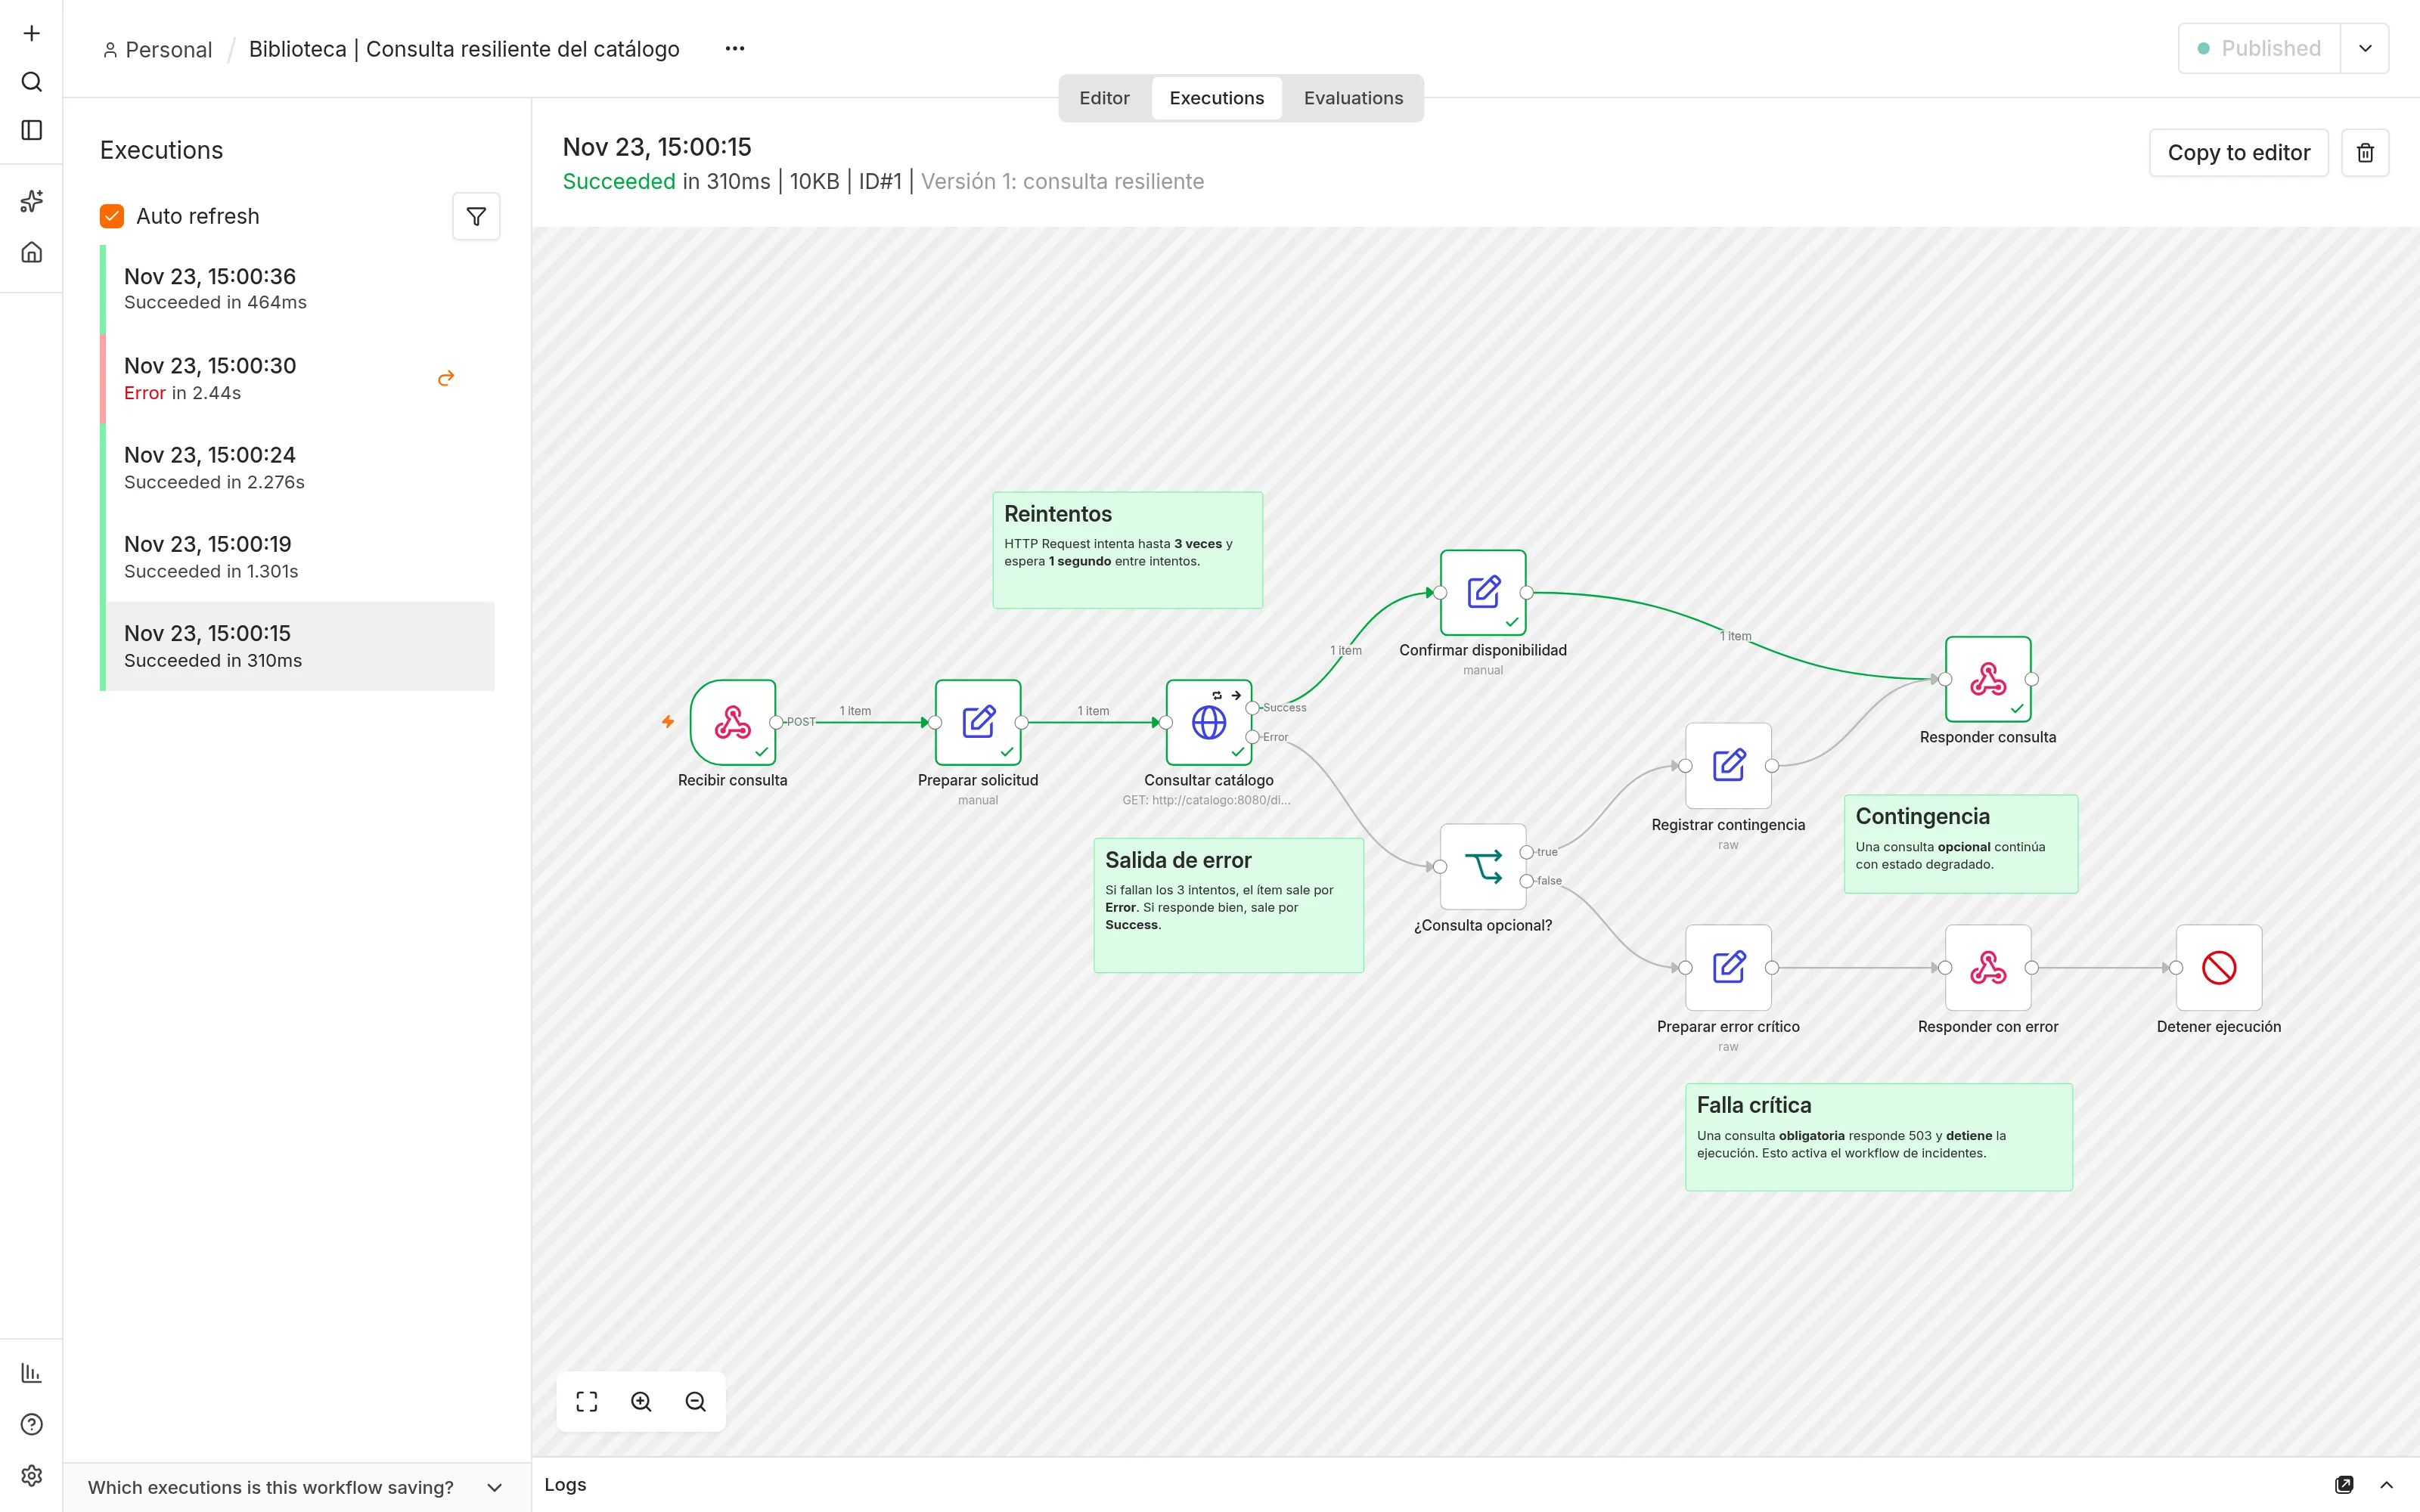 Personal / Biblioteca | Consulta resiliente del catálogo
Published
Editor
Executions
Evaluations
Executions
Auto refresh
Nov 23, 15:00:36
Succeeded in 464ms
Nov 23, 15:00:30
Error in 2.44s
Nov 23, 15:00:24
Succeeded in 2.276s
Nov 23, 15:00:19
Succeeded in 1.301s
Nov 23, 15:00:15
Succeeded in 310ms
Which executions is this workflow saving?
Nov 23, 15:00:15
Succeeded in 310ms | 10KB | ID#1 | Versión 1: consulta resiliente
Copy to editor
Reintentos
HTTP Request intenta hasta 3 veces y
espera 1 segundo entre intentos.
Recibir consulta
POST
1 item
Preparar solicitud
manual
1 item
Consultar catálogo
GET: http://catalogo:8080/di...
Success
Error
1 item
Confirmar disponibilidad
manual
1 item
Responder consulta
Salida de error
Si fallan los 3 intentos, el ítem sale por
Error. Si responde bien, sale por
Success.
¿Consulta opcional?
true
false
Registrar contingencia
raw
Contingencia
Una consulta opcional continúa
con estado degradado.
Preparar error crítico
raw
Responder con error
Detener ejecución
Falla crítica
Una consulta obligatoria responde 503 y detiene la
ejecución. Esto activa el workflow de incidentes.
Logs